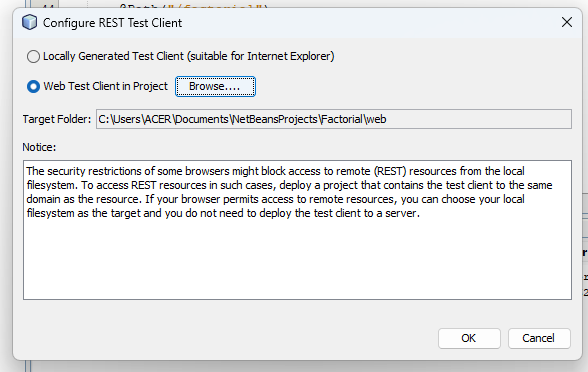 44
@Path("/factorial")
Configure REST Test Client
Locally Generated Test Client (suitable for Internet Explorer)
Web Test Client in Project
Browse....
Target Folder:
C:\Users\ACER\Documents\NetBeansProjects\Factorial\web
Notice:
The security restrictions of some browsers might block access to remote (REST) resources from the local
filesystem. To access REST resources in such cases, deploy a project that contains the test client to the same
domain as the resource. If your browser permits access to remote resources, you can choose your local
filesystem as the target and you do not need to deploy the test client to a server.
OK
Cancel